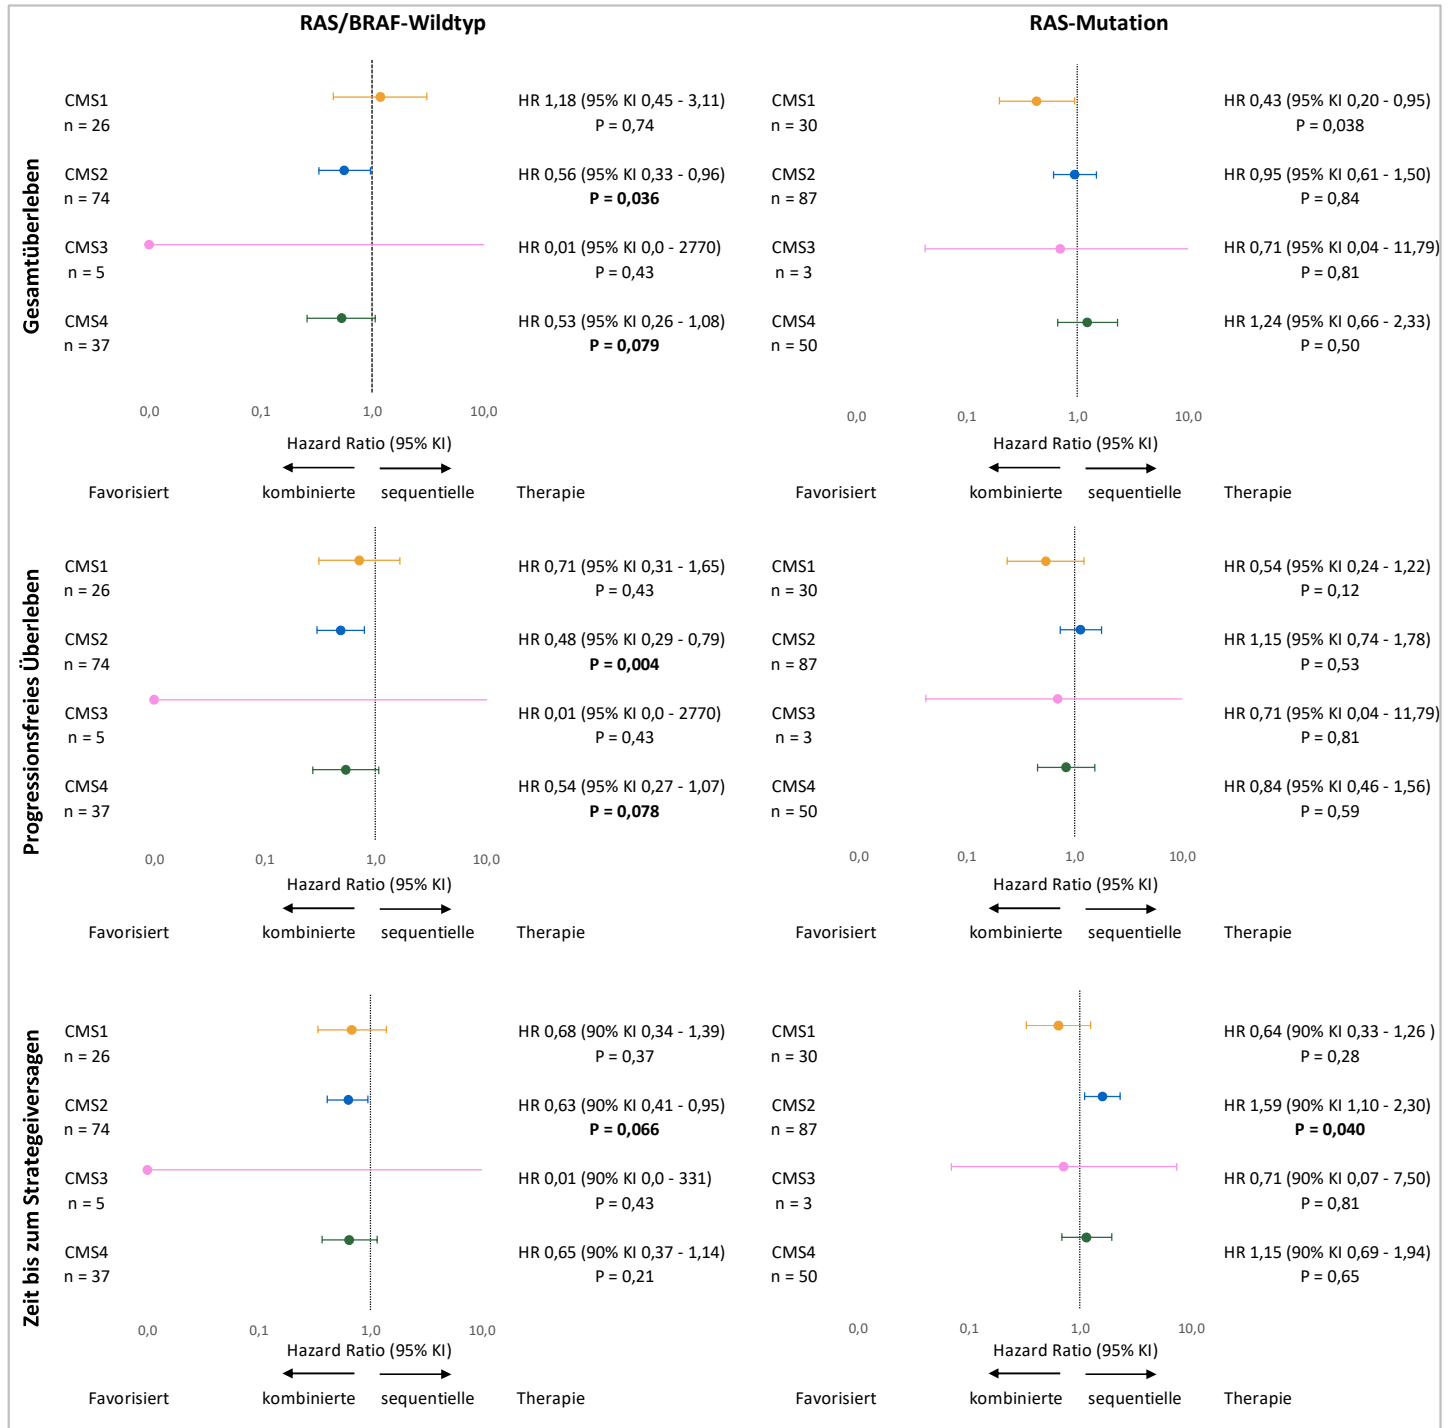 RAS/BRAF-Wildtyp
RAS-Mutation
Gesamtüberleben
CMS1
n = 26
HR 1,18 (95% KI 0,45 - 3,11)
P = 0,74
CMS2
n = 74
HR 0,56 (95% KI 0,33 - 0,96)
P = 0,036
CMS3
n = 5
HR 0,01 (95% KI 0,0 - 2770)
P = 0,43
CMS4
n = 37
HR 0,53 (95% KI 0,26 - 1,08)
P = 0,079
0,0 0,1 1,0 10,0
Hazard Ratio (95% KI)
Favorisiert kombinierte sequentielle Therapie
CMS1
n = 30
HR 0,43 (95% KI 0,20 - 0,95)
P = 0,038
CMS2
n = 87
HR 0,95 (95% KI 0,61 - 1,50)
P = 0,84
CMS3
n = 3
HR 0,71 (95% KI 0,04 - 11,79)
P = 0,81
CMS4
n = 50
HR 1,24 (95% KI 0,66 - 2,33)
P = 0,50
0,0 0,1 1,0 10,0
Hazard Ratio (95% KI)
Favorisiert kombinierte sequentielle Therapie
Progressionsfreies Überleben
CMS1
n = 26
HR 0,71 (95% KI 0,31 - 1,65)
P = 0,43
CMS2
n = 74
HR 0,48 (95% KI 0,29 - 0,79)
P = 0,004
CMS3
n = 5
HR 0,01 (95% KI 0,0 - 2770)
P = 0,43
CMS4
n = 37
HR 0,54 (95% KI 0,27 - 1,07)
P = 0,078
0,0 0,1 1,0 10,0
Hazard Ratio (95% KI)
Favorisiert kombinierte sequentielle Therapie
CMS1
n = 30
HR 0,54 (95% KI 0,24 - 1,22)
P = 0,12
CMS2
n = 87
HR 1,15 (95% KI 0,74 - 1,78)
P = 0,53
CMS3
n = 3
HR 0,71 (95% KI 0,04 - 11,79)
P = 0,81
CMS4
n = 50
HR 0,84 (95% KI 0,46 - 1,56)
P = 0,59
0,0 0,1 1,0 10,0
Hazard Ratio (95% KI)
Favorisiert kombinierte sequentielle Therapie
Zeit bis zum Strategeiversagen
CMS1
n = 26
HR 0,68 (90% KI 0,34 - 1,39)
P = 0,37
CMS2
n = 74
HR 0,63 (90% KI 0,41 - 0,95)
P = 0,066
CMS3
n = 5
HR 0,01 (90% KI 0,0 - 331)
P = 0,43
CMS4
n = 37
HR 0,65 (90% KI 0,37 - 1,14)
P = 0,21
0,0 0,1 1,0 10,0
Hazard Ratio (95% KI)
Favorisiert kombinierte sequentielle Therapie
CMS1
n = 30
HR 0,64 (90% KI 0,33 - 1,26 )
P = 0,28
CMS2
n = 87
HR 1,59 (90% KI 1,10 - 2,30)
P = 0,040
CMS3
n = 3
HR 0,71 (90% KI 0,07 - 7,50)
P = 0,81
CMS4
n = 50
HR 1,15 (90% KI 0,69 - 1,94)
P = 0,65
0,0 0,1 1,0 10,0
Hazard Ratio (95% KI)
Favorisiert kombinierte sequentielle Therapie